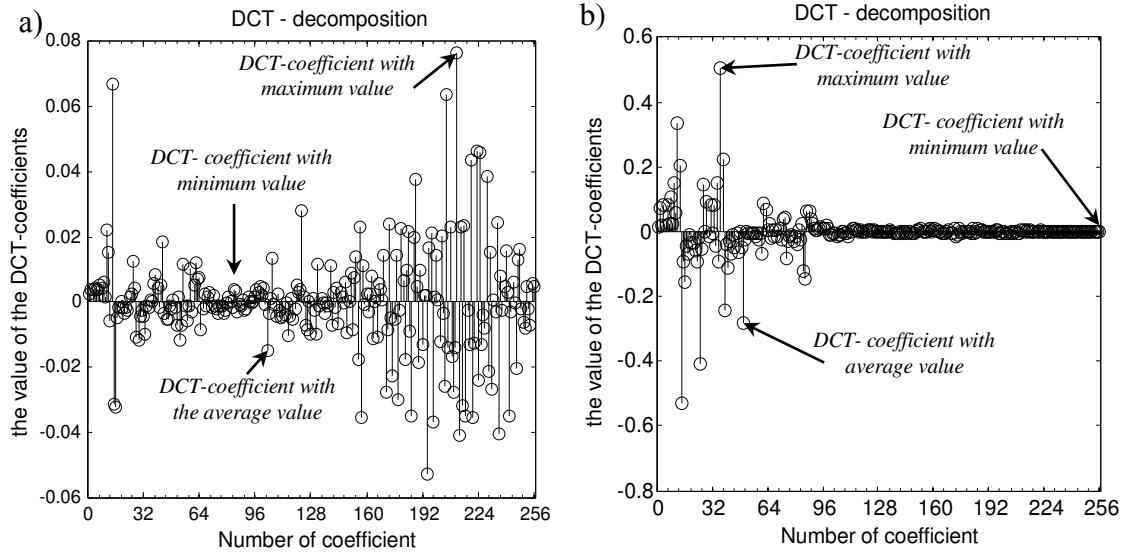 a)
DCT - decomposition
the value of the DCT-coefficients
0.08
0.06
0.04
0.02
0
-0.02
-0.04
-0.06
DCT-coefficient with
maximum value
DCT- coefficient with
minimum value
DCT-coefficient with
the average value
0 32 64 96 128 160 192 224 256
Number of coefficient
b)
DCT - decomposition
the value of the DCT-coefficients
0.6
0.4
0.2
0
-0.2
-0.4
-0.6
-0.8
DCT-coefficient with
maximum value
DCT- coefficient with
minimum value
DCT- coefficient with
average value
0 32 64 96 128 160 192 224 256
Number of coefficient